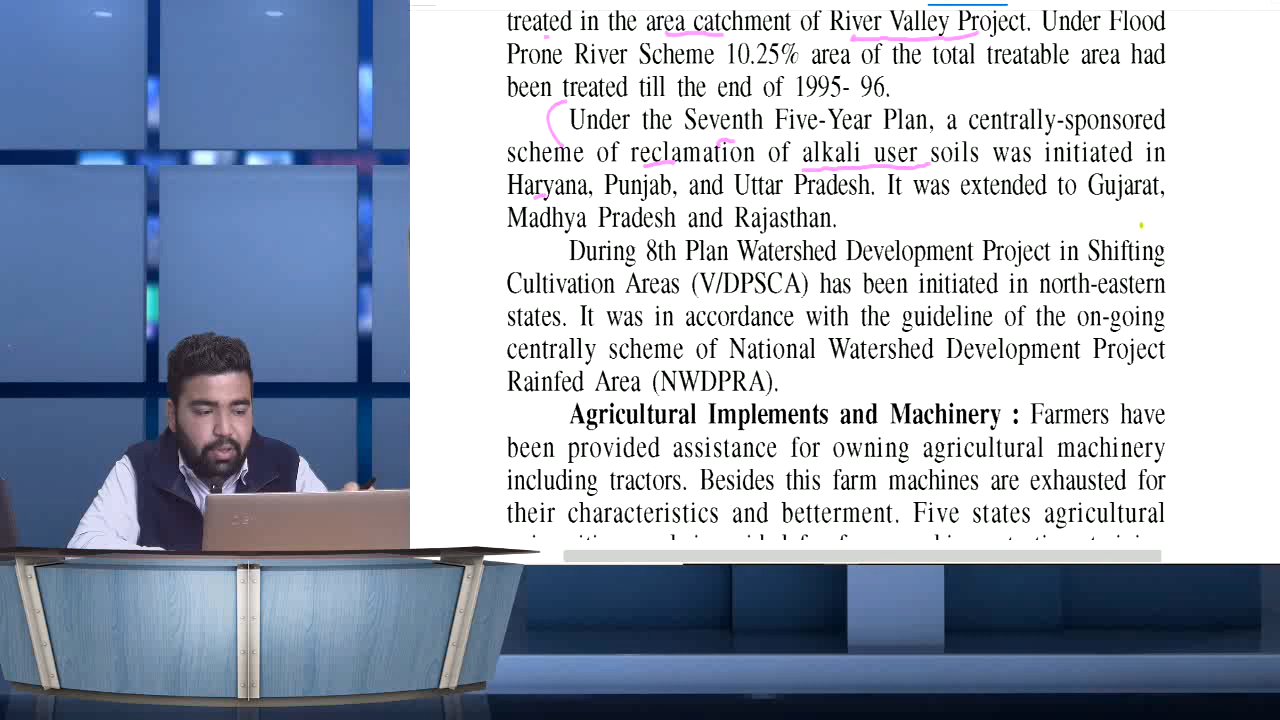 treated in the area catchment of River Valley Project. Under Flood
Prone River Scheme 10.25% area of the total treatable area had
been treated till the end of 1995- 96.
Under the Seventh Five-Year Plan, a centrally-sponsored
scheme of reclamation of alkali user soils was initiated in
Haryana, Punjab, and Uttar Pradesh. It was extended to Gujarat,
Madhya Pradesh and Rajasthan.
During 8th Plan Watershed Development Project in Shifting
Cultivation Areas (V/DPSCA) has been initiated in north-eastern
states. It was in accordance with the guideline of the on-going
centrally scheme of National Watershed Development Project
Rainfed Area (NWDPRA).
Agricultural Implements and Machinery : Farmers have
been provided assistance for owning agricultural machinery
including tractors. Besides this farm machines are exhausted for
their characteristics and betterment. Five states agricultural